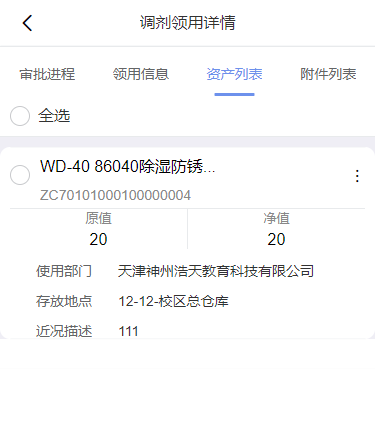 调剂领用详情
审批进程 领用信息 资产列表 附件列表
全选
WD-40 86040除湿防锈...
ZC70101000100000004
原值 净值
20 20
使用部门 天津神州浩天教育科技有限公司
存放地点 12-12-校区总仓库
近况描述 111